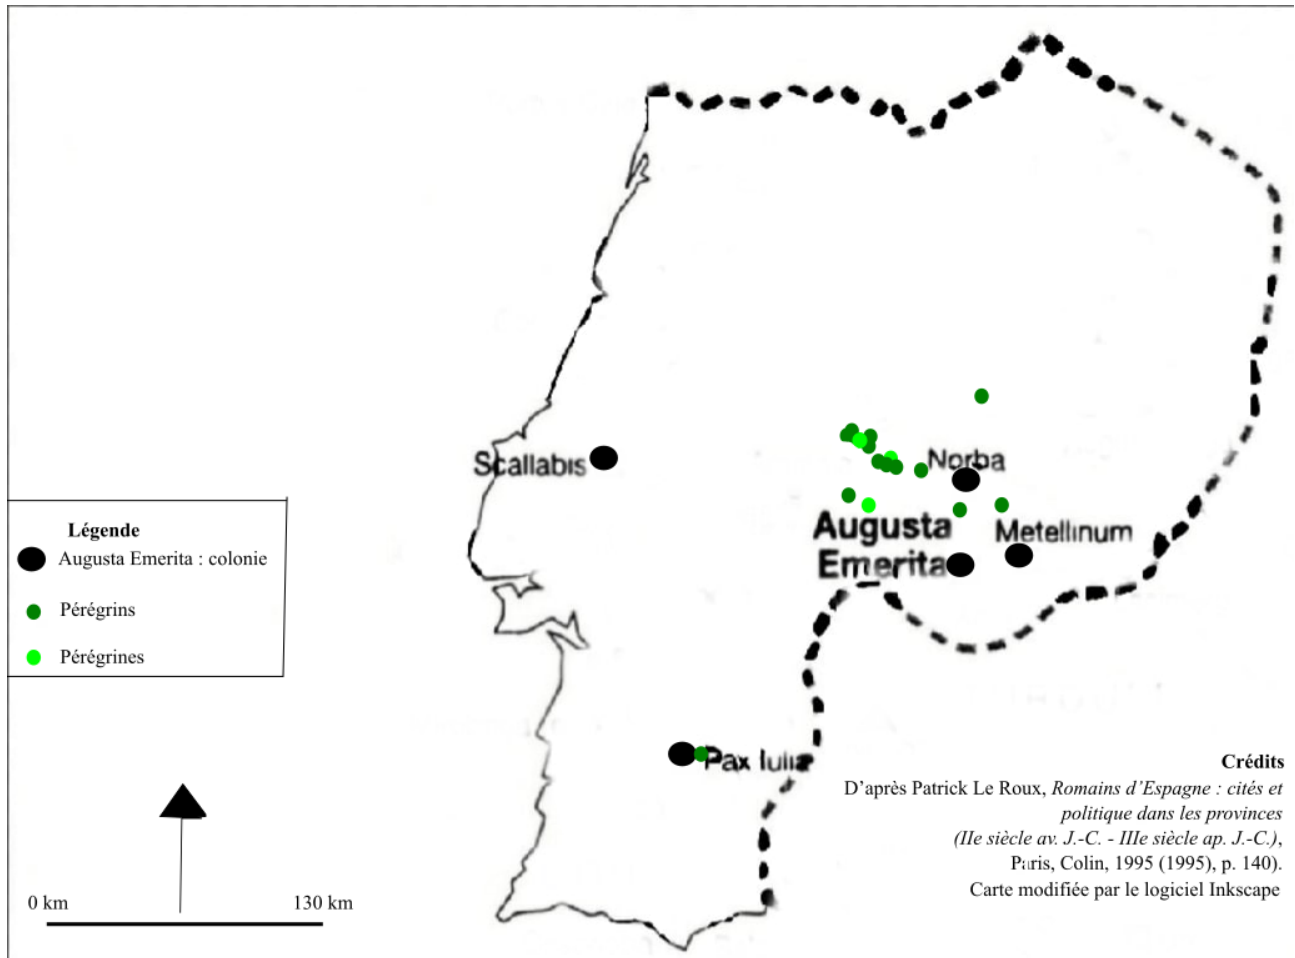 Scallabis
Norba
Augusta
Emerita
Metellinum
Pax Iulia
Légende
Augusta Emerita : colonie
Pérégrins
Pérégrines
0 km
130 km
Crédits
D'après Patrick Le Roux, Romains d'Espagne : cités et
politique dans les provinces
(IIe siècle av. J.-C. - IIIe siècle ap. J.-C.),
Paris, Colin, 1995 (1995), p. 140).
Carte modifiée par le logiciel Inkscape